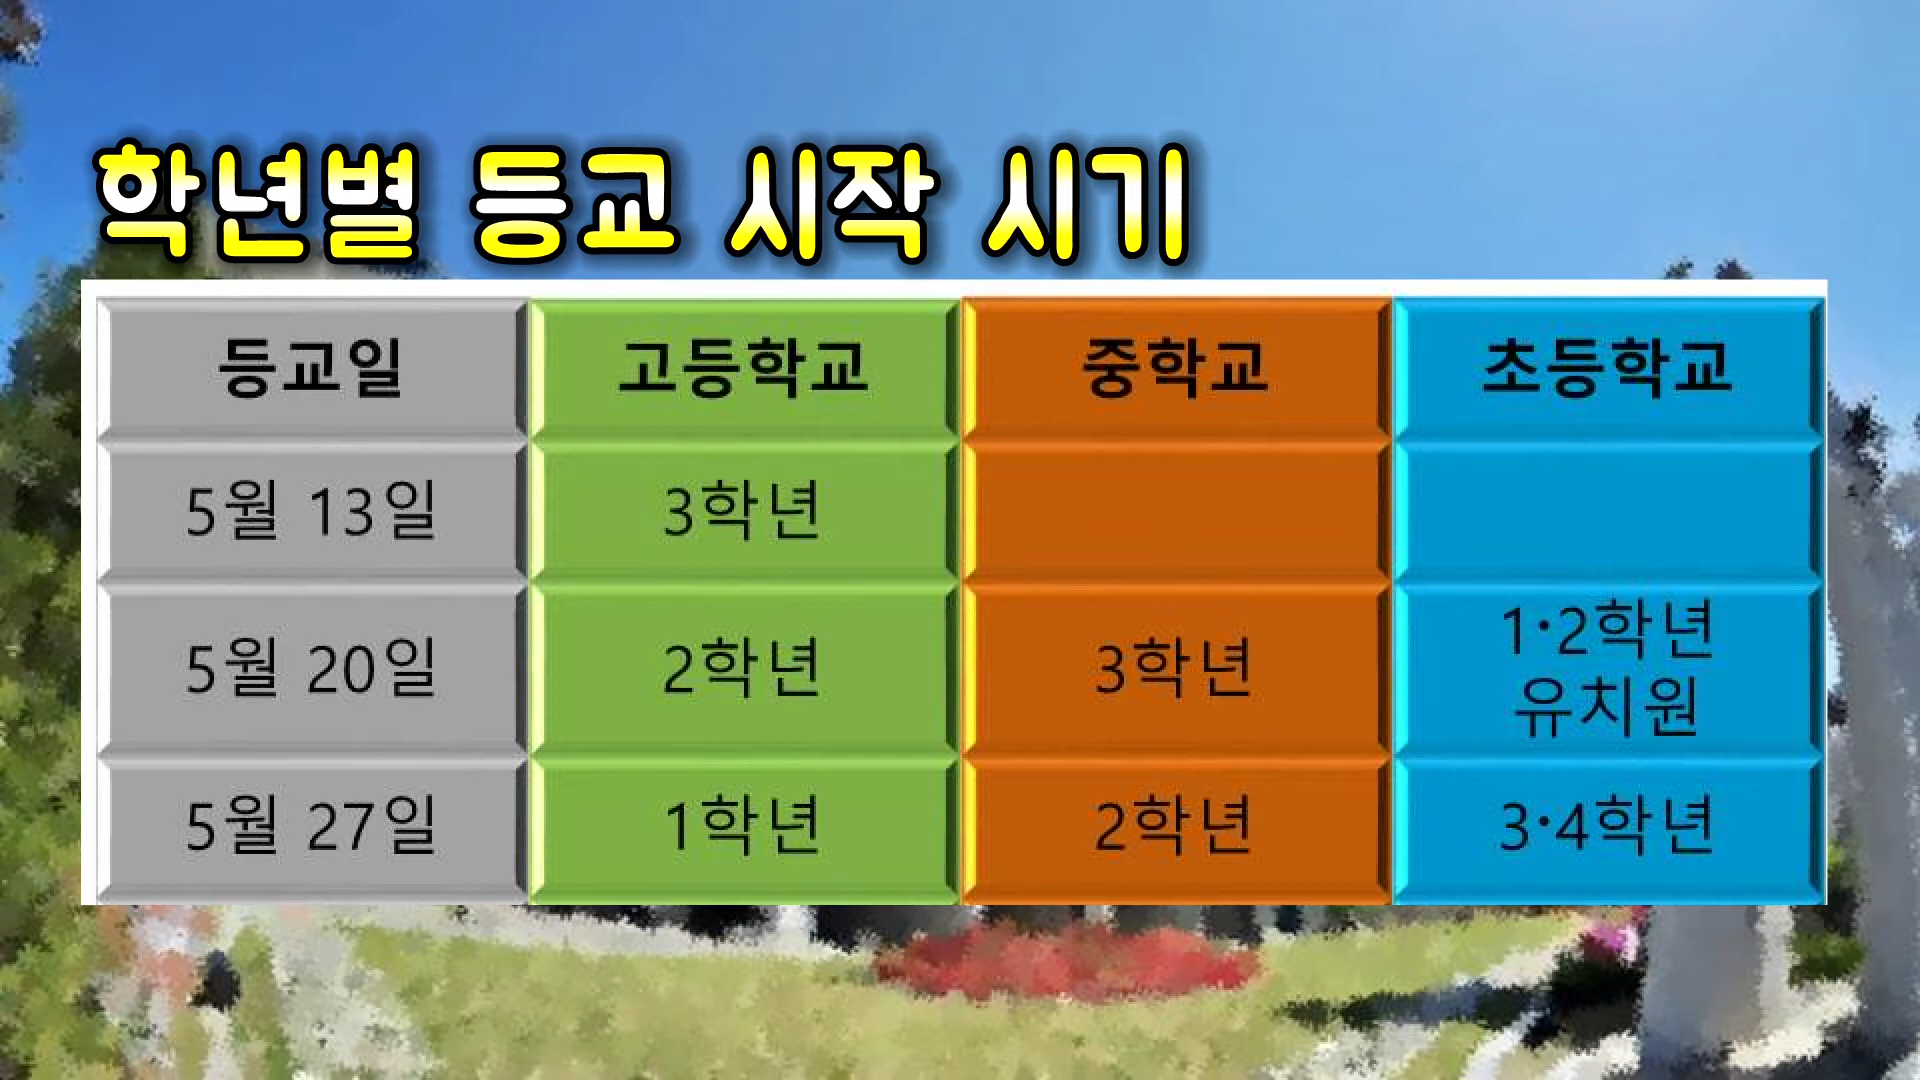 학년별 등교 시작 시기
등교일 고등학교 중학교 초등학교
5월 13일 3학년
5월 20일 2학년 3학년 1·2학년
유치원
5월 27일 1학년 2학년 3·4학년